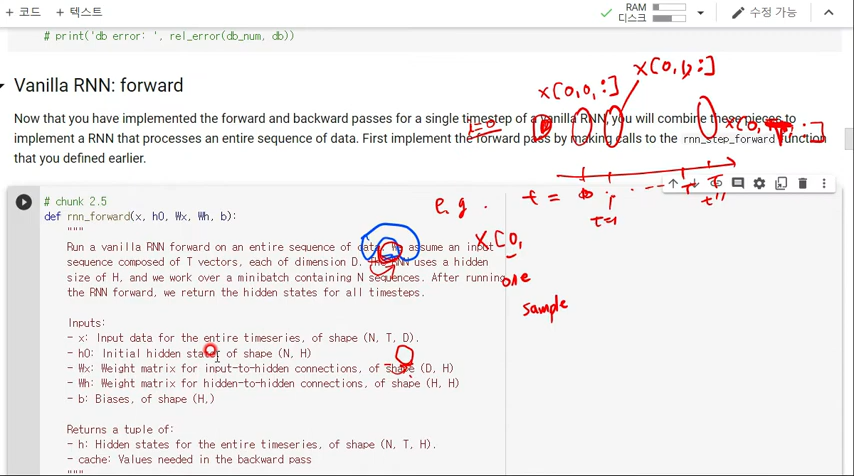 + 코드 + 텍스트
RAM
디스크
수정 가능
# print('db error: ', rel_error(db_num, db))
Vanilla RNN: forward
Now that you have implemented the forward and backward passes for a single timestep of a vanilla RNN, you will combine these pieces to
implement a RNN that processes an entire sequence of data. First implement the forward pass by making calls to the rnn_step_forward function
that you defined earlier.
x[0,0,:]
x[0,1,:]
x[0,
:]
e.g.
t =
t=1
x[0,
one
sample
# chunk 2.5
def rnn_forward(x, h0, Wx, Wh, b):
"""
Run a vanilla RNN forward on an entire sequence of data. We assume an input
sequence composed of T vectors, each of dimension D. The RNN uses a hidden
size of H, and we work over a minibatch containing N sequences. After running
the RNN forward, we return the hidden states for all timesteps.
Inputs:
- x: Input data for the entire timeseries, of shape (N, T, D).
- h0: Initial hidden state, of shape (N, H)
- Wx: Weight matrix for input-to-hidden connections, of shape (D, H)
- Wh: Weight matrix for hidden-to-hidden connections, of shape (H, H)
- b: Biases, of shape (H,)
Returns a tuple of:
- h: Hidden states for the entire timeseries, of shape (N, T, H).
- cache: Values needed in the backward pass
"""